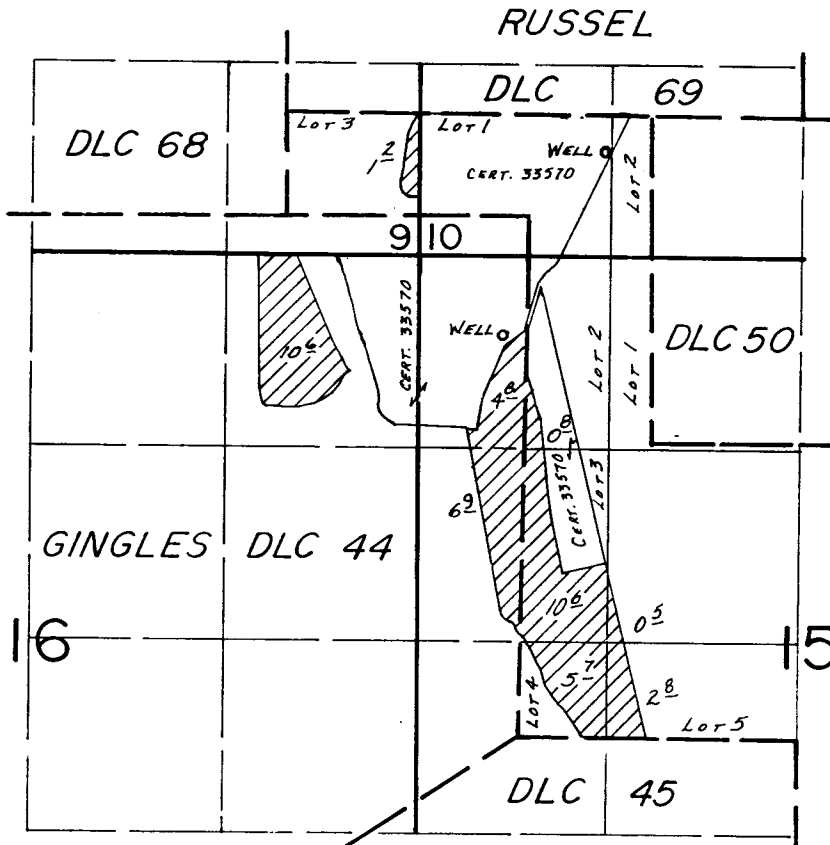 RUSSEL
DLC 69
DLC 68
LOT 3
LOT 1
1 2
WELL
CERT. 33570
LOT 2
9 10
10 6
CERT. 33570
WELL
LOT 2
LOT 1
DLC 50
0 8
CERT. 33570
LOT 3
6 9
GINGLES DLC 44
10 6
0 5
16
15
5 7
2 8
LOT 4
LOT 5
DLC 45